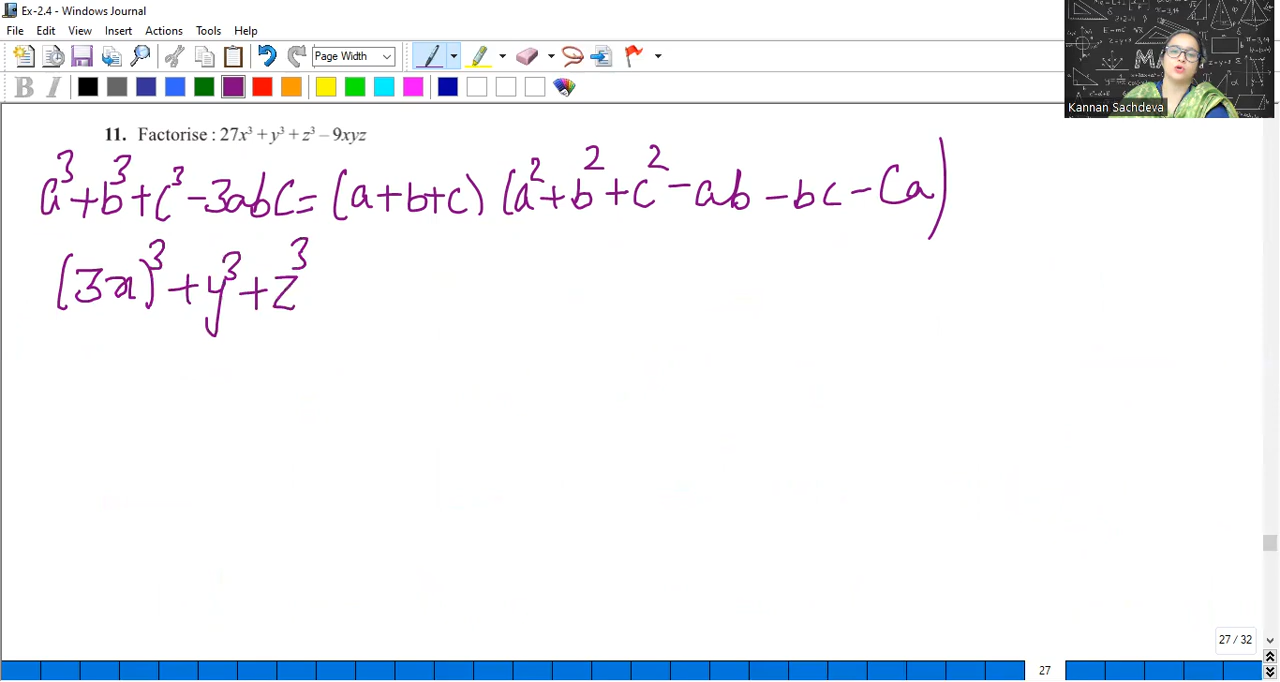 Ex-2.4 - Windows Journal
File Edit View Insert Actions Tools Help
Page Width
B I
Kannan Sachdeva
11. Factorise : 27x³ + y³ + z³ – 9xyz
a³+b³+c³-3abc=(a+b+c) (a²+b²+c²-ab-bc-ca)
(3x)³+y³+z³
27 / 32
27